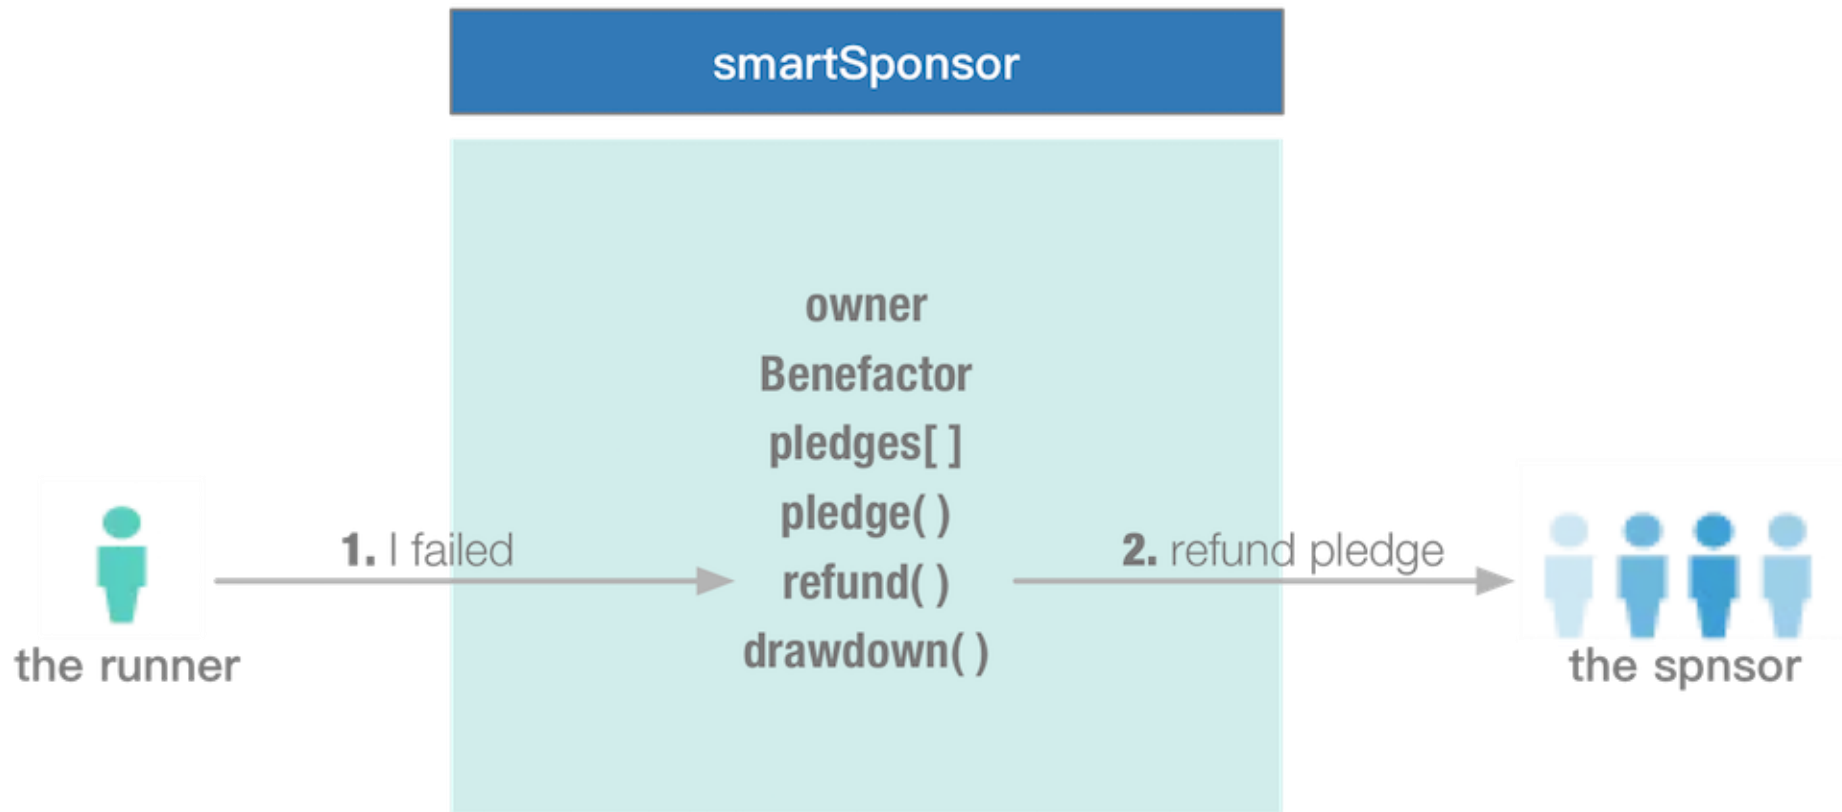 smartSponsor
owner
Benefactor
pledges[ ]
pledge( )
1. I failed
2. refund pledge
refund( )
drawdown( )
the runner
the spnsor